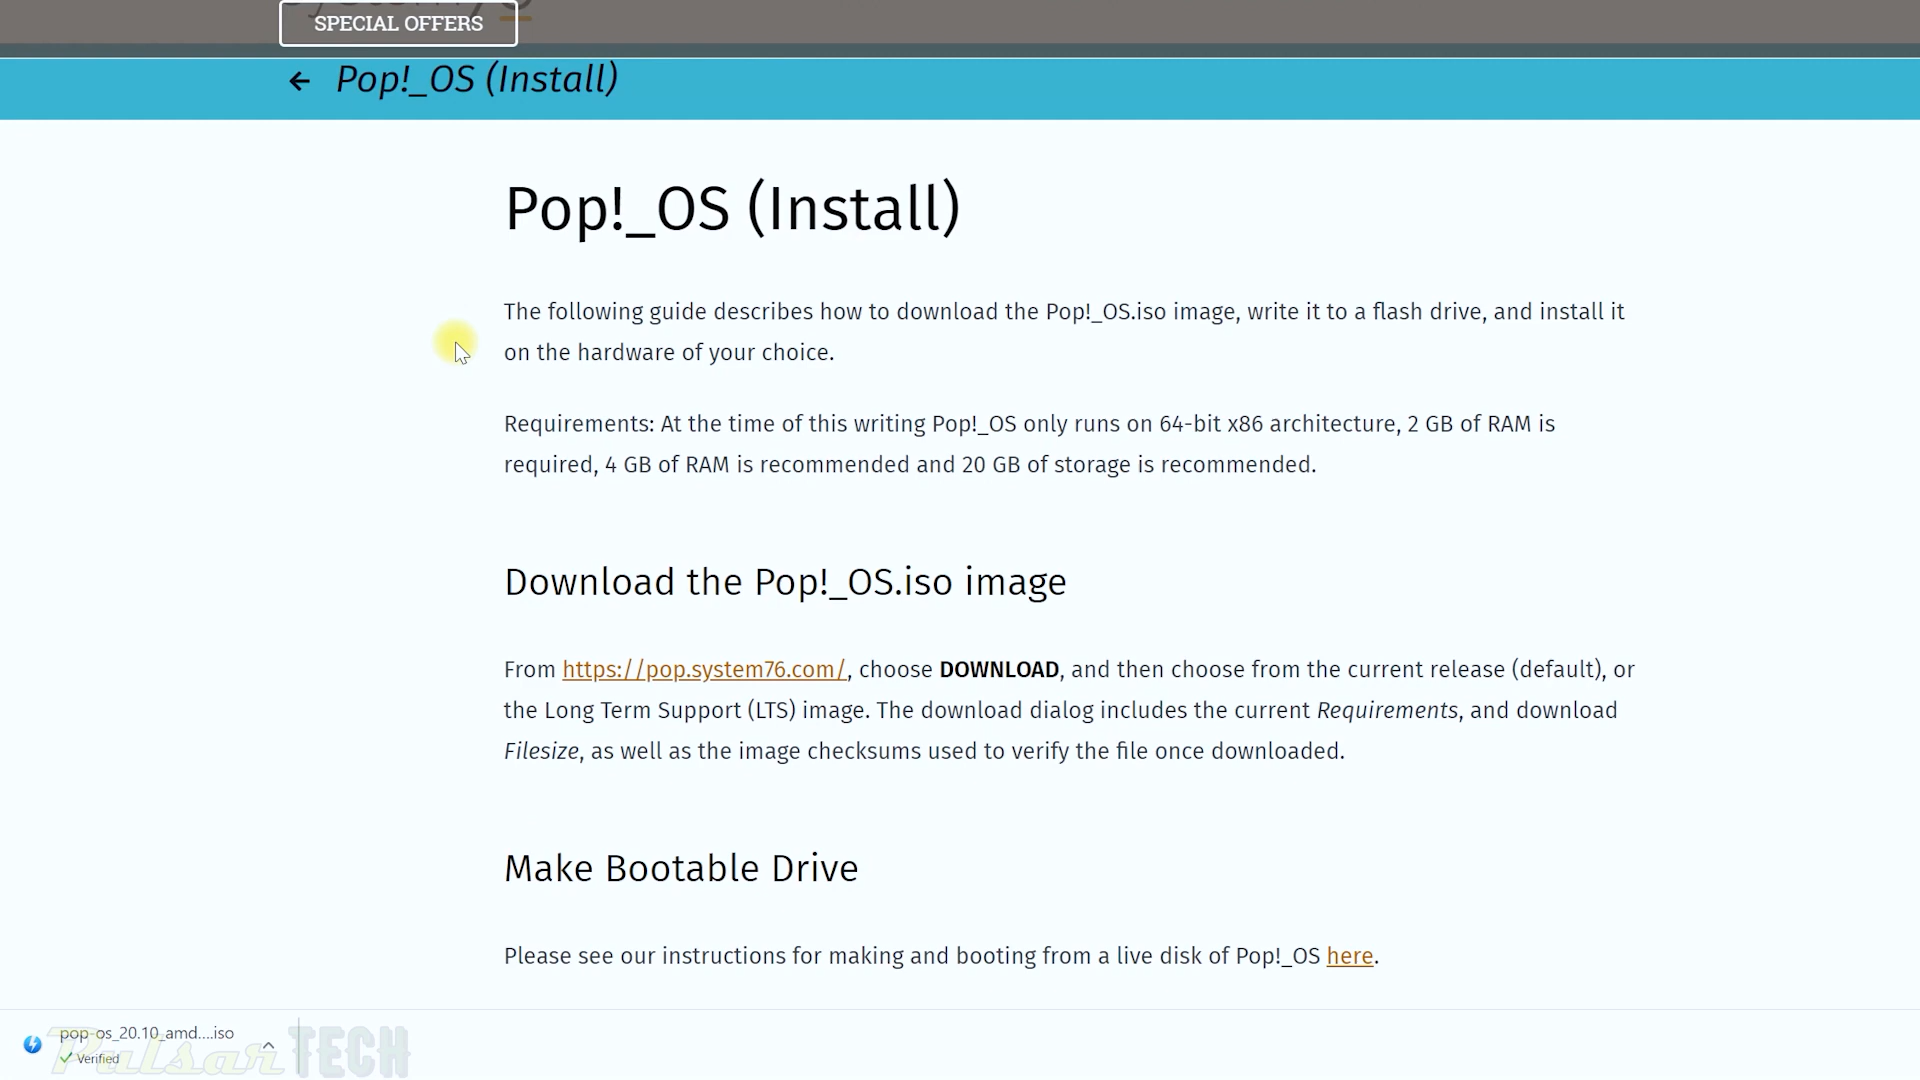 SPECIAL OFFERS
Pop!_OS (Install)
Pop!_OS (Install)
The following guide describes how to download the Pop!_OS.iso image, write it to a flash drive, and install it
on the hardware of your choice.
Requirements: At the time of this writing Pop!_OS only runs on 64-bit x86 architecture, 2 GB of RAM is
required, 4 GB of RAM is recommended and 20 GB of storage is recommended.
Download the Pop!_OS.iso image
From https://pop.system76.com/, choose DOWNLOAD, and then choose from the current release (default), or
the Long Term Support (LTS) image. The download dialog includes the current Requirements, and download
Filesize, as well as the image checksums used to verify the file once downloaded.
Make Bootable Drive
Please see our instructions for making and booting from a live disk of Pop!_OS here.
pop-os_20.10_amd....iso
Verified
Pulsar TECH